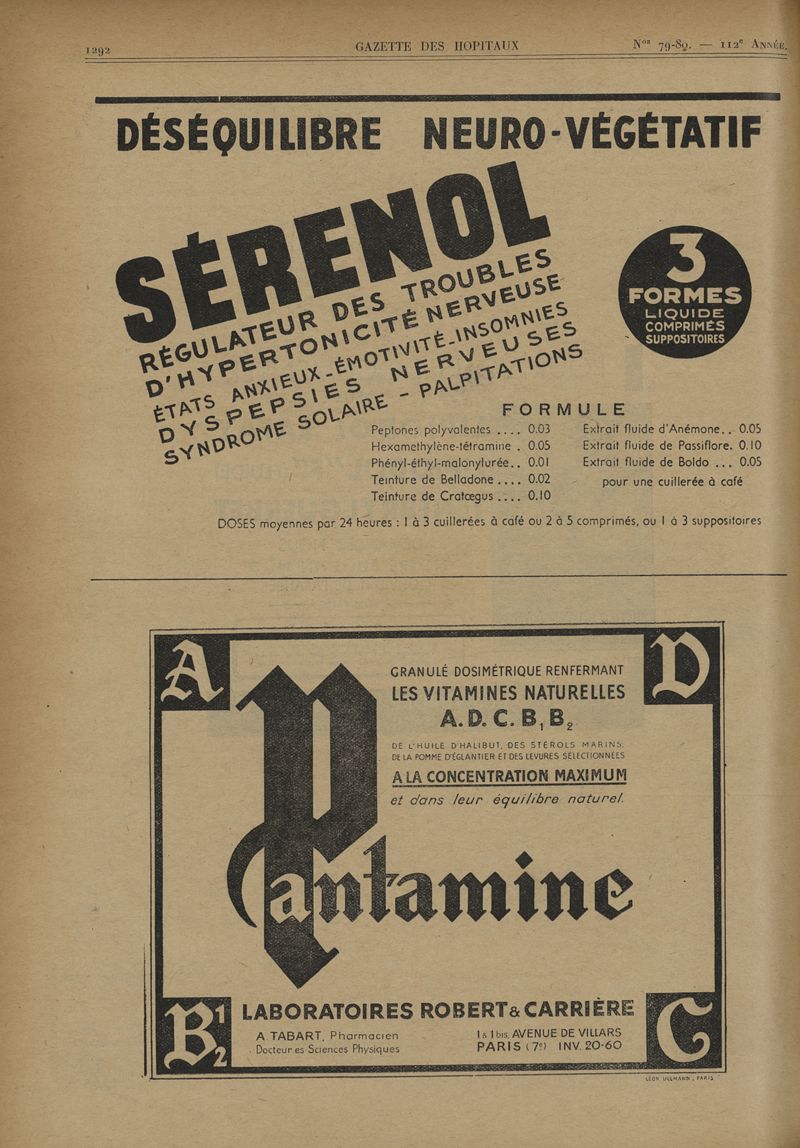 1292
GAZETTE DES HOPITAUX
Nos 79-89. — 112e ANNÉE.
DÉSÉQUILIBRE NEURO-VÉGÉTATIF
SÉRENOL
RÉGULATEUR DES TROUBLES
D'HYPERTONICITÉ NERVEUSE
ÉTATS ANXIEUX-ÉMOTIVITÉ-INSOMNIES
DYSPEPSIES NERVEUSES
SYNDROME SOLAIRE - PALPITATIONS
3
FORMES
LIQUIDE
COMPRIMÉS
SUPPOSITOIRES
FORMULE
Peptones polyvalentes .... 0.03
Hexaméthylène-tétramine . 0.05
Phényl-éthyl-malonylurée.. 0.01
Teinture de Belladone .... 0.02
Teinture de Cratœgus .... 0.10
Extrait fluide d'Anémone.. 0.05
Extrait fluide de Passiflore. 0.10
Extrait fluide de Boldo ... 0.05
pour une cuillerée à café
DOSES moyennes par 24 heures : 1 à 3 cuillerées à café ou 2 à 5 comprimés, ou 1 à 3 suppositoires
A
D
GRANULÉ DOSIMÉTRIQUE RENFERMANT
LES VITAMINES NATURELLES
A. D. C. B1 B2
DE L'HUILE D'HALIBUT, DES STÉROLS MARINS,
DE LA POMME D'ÉGLANTIER ET DES LEVURES SÉLECTIONNÉES
A LA CONCENTRATION MAXIMUM
et dans leur équilibre naturel.
Pantamine
B1 2
C
LABORATOIRES ROBERT & CARRIÈRE
A. TABART, Pharmacien
Docteur es Sciences Physiques
1 & 1 bis, AVENUE DE VILLARS
PARIS (7e) INV. 20-60
LÉON ULLMANN, PARIS